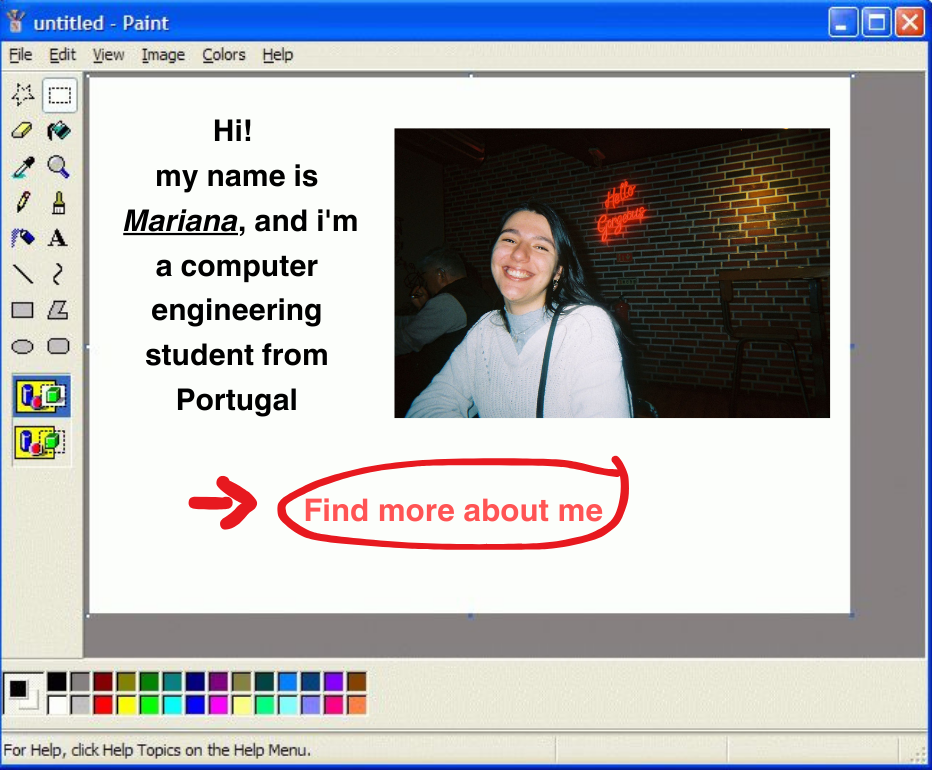 untitled - Paint
File Edit View Image Colors Help
A
Hi!
my name is
Mariana, and i'm
a computer
engineering
student from
Portugal
Hello
Gorgeous
Find more about me
For Help, click Help Topics on the Help Menu.